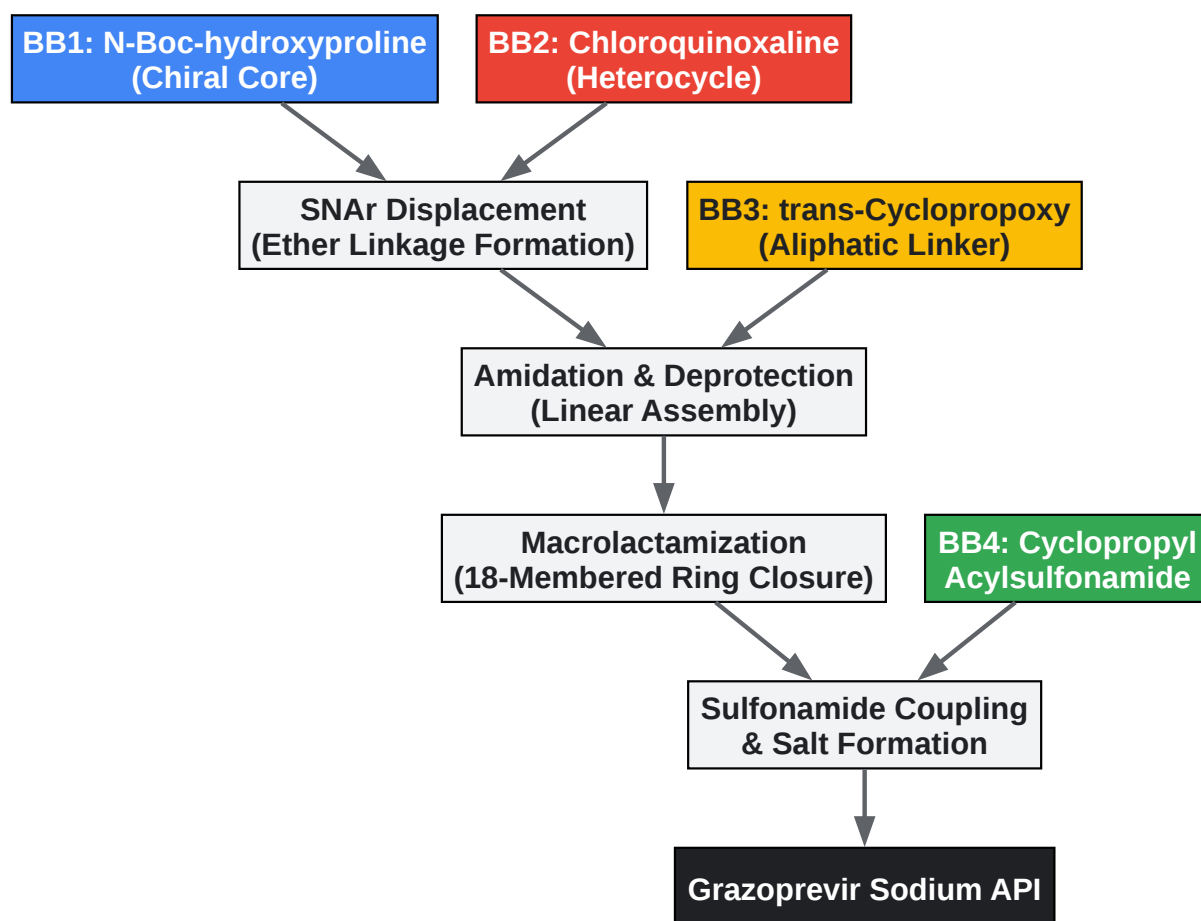 BB1: N-Boc-hydroxyproline
(Chiral Core)
BB2: Chloroquinoxaline
(Heterocycle)
SNAr Displacement
(Ether Linkage Formation)
BB3: trans-Cyclopropoxy
(Aliphatic Linker)
Amidation & Deprotection
(Linear Assembly)
Macrolactamization
(18-Membered Ring Closure)
BB4: Cyclopropyl
Acylsulfonamide
Sulfonamide Coupling
& Salt Formation
Grazoprevir Sodium API